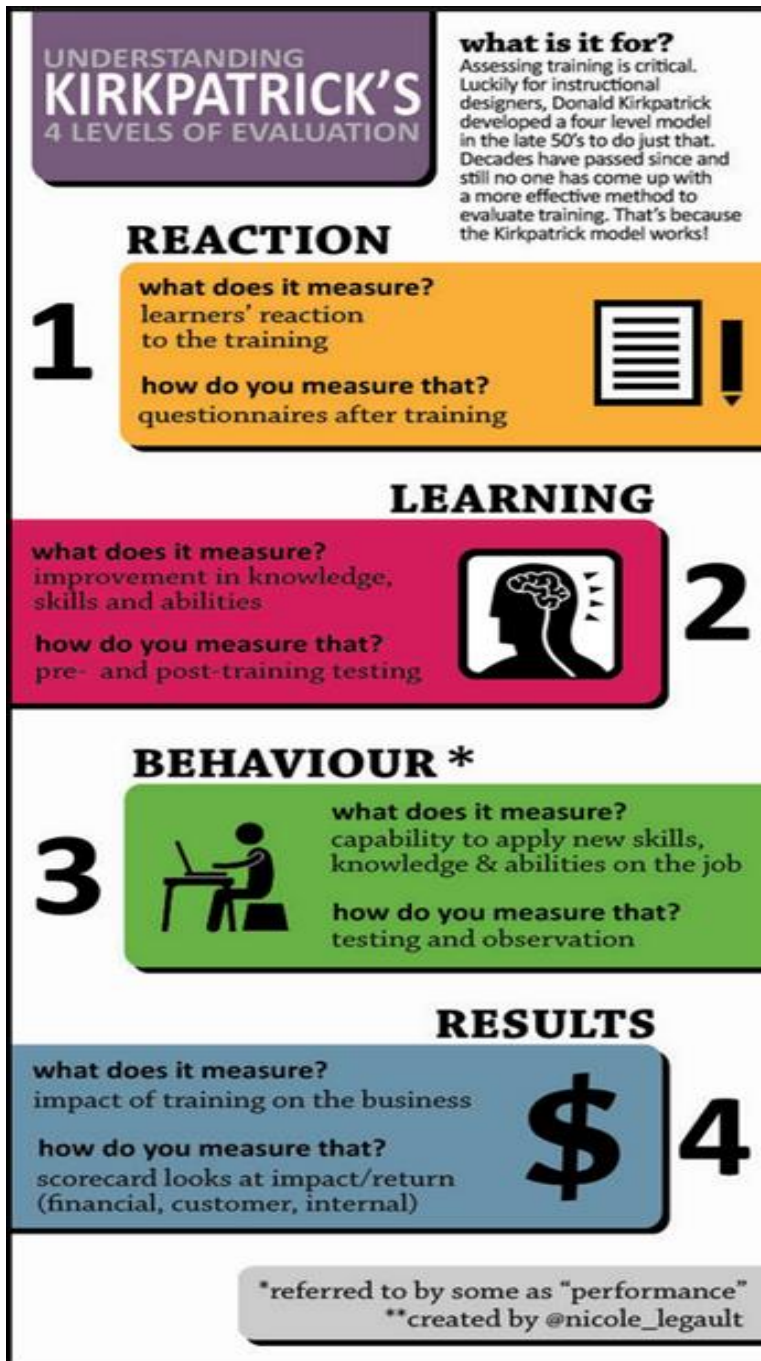 UNDERSTANDING
KIRKPATRICK'S
4 LEVELS OF EVALUATION
what is it for?
Assessing training is critical.
Luckily for instructional
designers, Donald Kirkpatrick
developed a four level model
in the late 50's to do just that.
Decades have passed since and
still no one has come up with
a more effective method to
evaluate training. That's because
the Kirkpatrick model works!
REACTION
1
what does it measure?
learners' reaction
to the training
how do you measure that?
questionnaires after training
LEARNING
2
what does it measure?
improvement in knowledge,
skills and abilities
how do you measure that?
pre- and post-training testing
BEHAVIOUR *
3
what does it measure?
capability to apply new skills,
knowledge & abilities on the job
how do you measure that?
testing and observation
RESULTS
4
what does it measure?
impact of training on the business
how do you measure that?
scorecard looks at impact/return
(financial, customer, internal)
$
*referred to by some as "performance"
**created by @nicole_legault